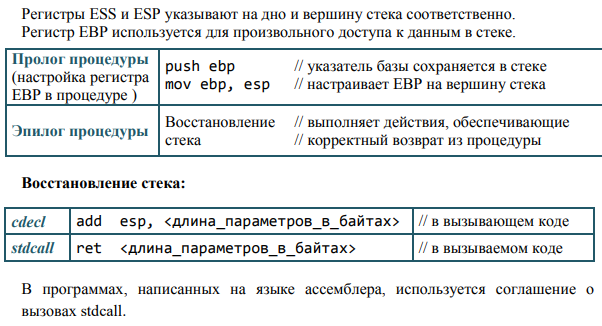 Регистры ESS и ESP указывают на дно и вершину стека соответственно.
Регистр EBP используется для произвольного доступа к данным в стеке.
Пролог процедуры
(настройка регистра
EBP в процедуре )
push ebp // указатель базы сохраняется в стеке
mov ebp, esp // настраивает EBP на вершину стека
Эпилог процедуры
Восстановление // выполняет действия, обеспечивающие
стека // корректный возврат из процедуры
Восстановление стека:
cdecl add esp, <длина_параметров_в_байтах> // в вызывающем коде
stdcall ret <длина_параметров_в_байтах> // в вызываемом коде
В программах, написанных на языке ассемблера, используется соглашение о
вызовах stdcall.